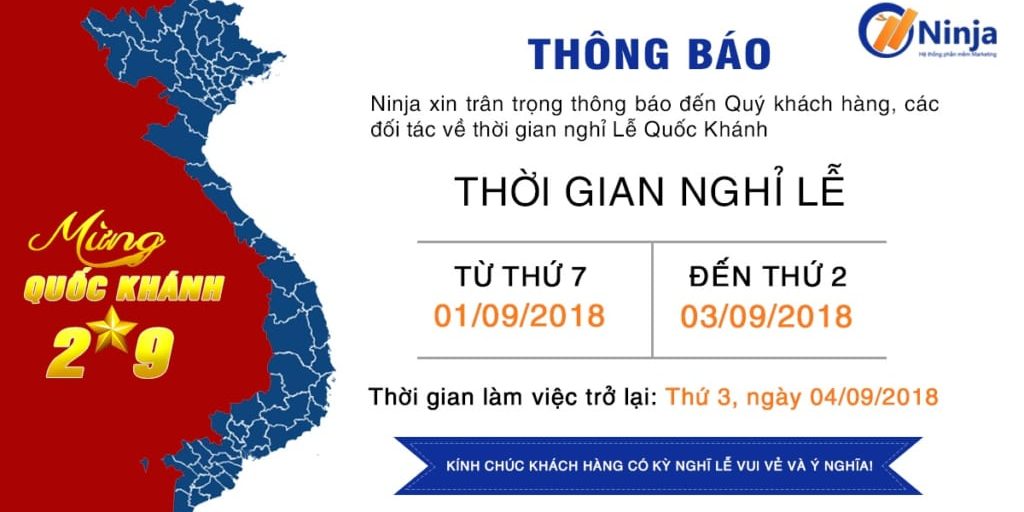 Ninja
Hệ thống phần mềm Marketing
THÔNG BÁO
Ninja xin trân trọng thông báo đến Quý khách hàng, các
đối tác về thời gian nghỉ Lễ Quốc Khánh
THỜI GIAN NGHỈ LỄ
TỪ THỨ 7
01/09/2018
ĐẾN THỨ 2
03/09/2018
Thời gian làm việc trở lại: Thứ 3, ngày 04/09/2018
KÍNH CHÚC KHÁCH HÀNG CÓ KỲ NGHĨ LỄ VUI VẺ VÀ Ý NGHĨA!
Mừng
QUỐC KHÁNH
2 9